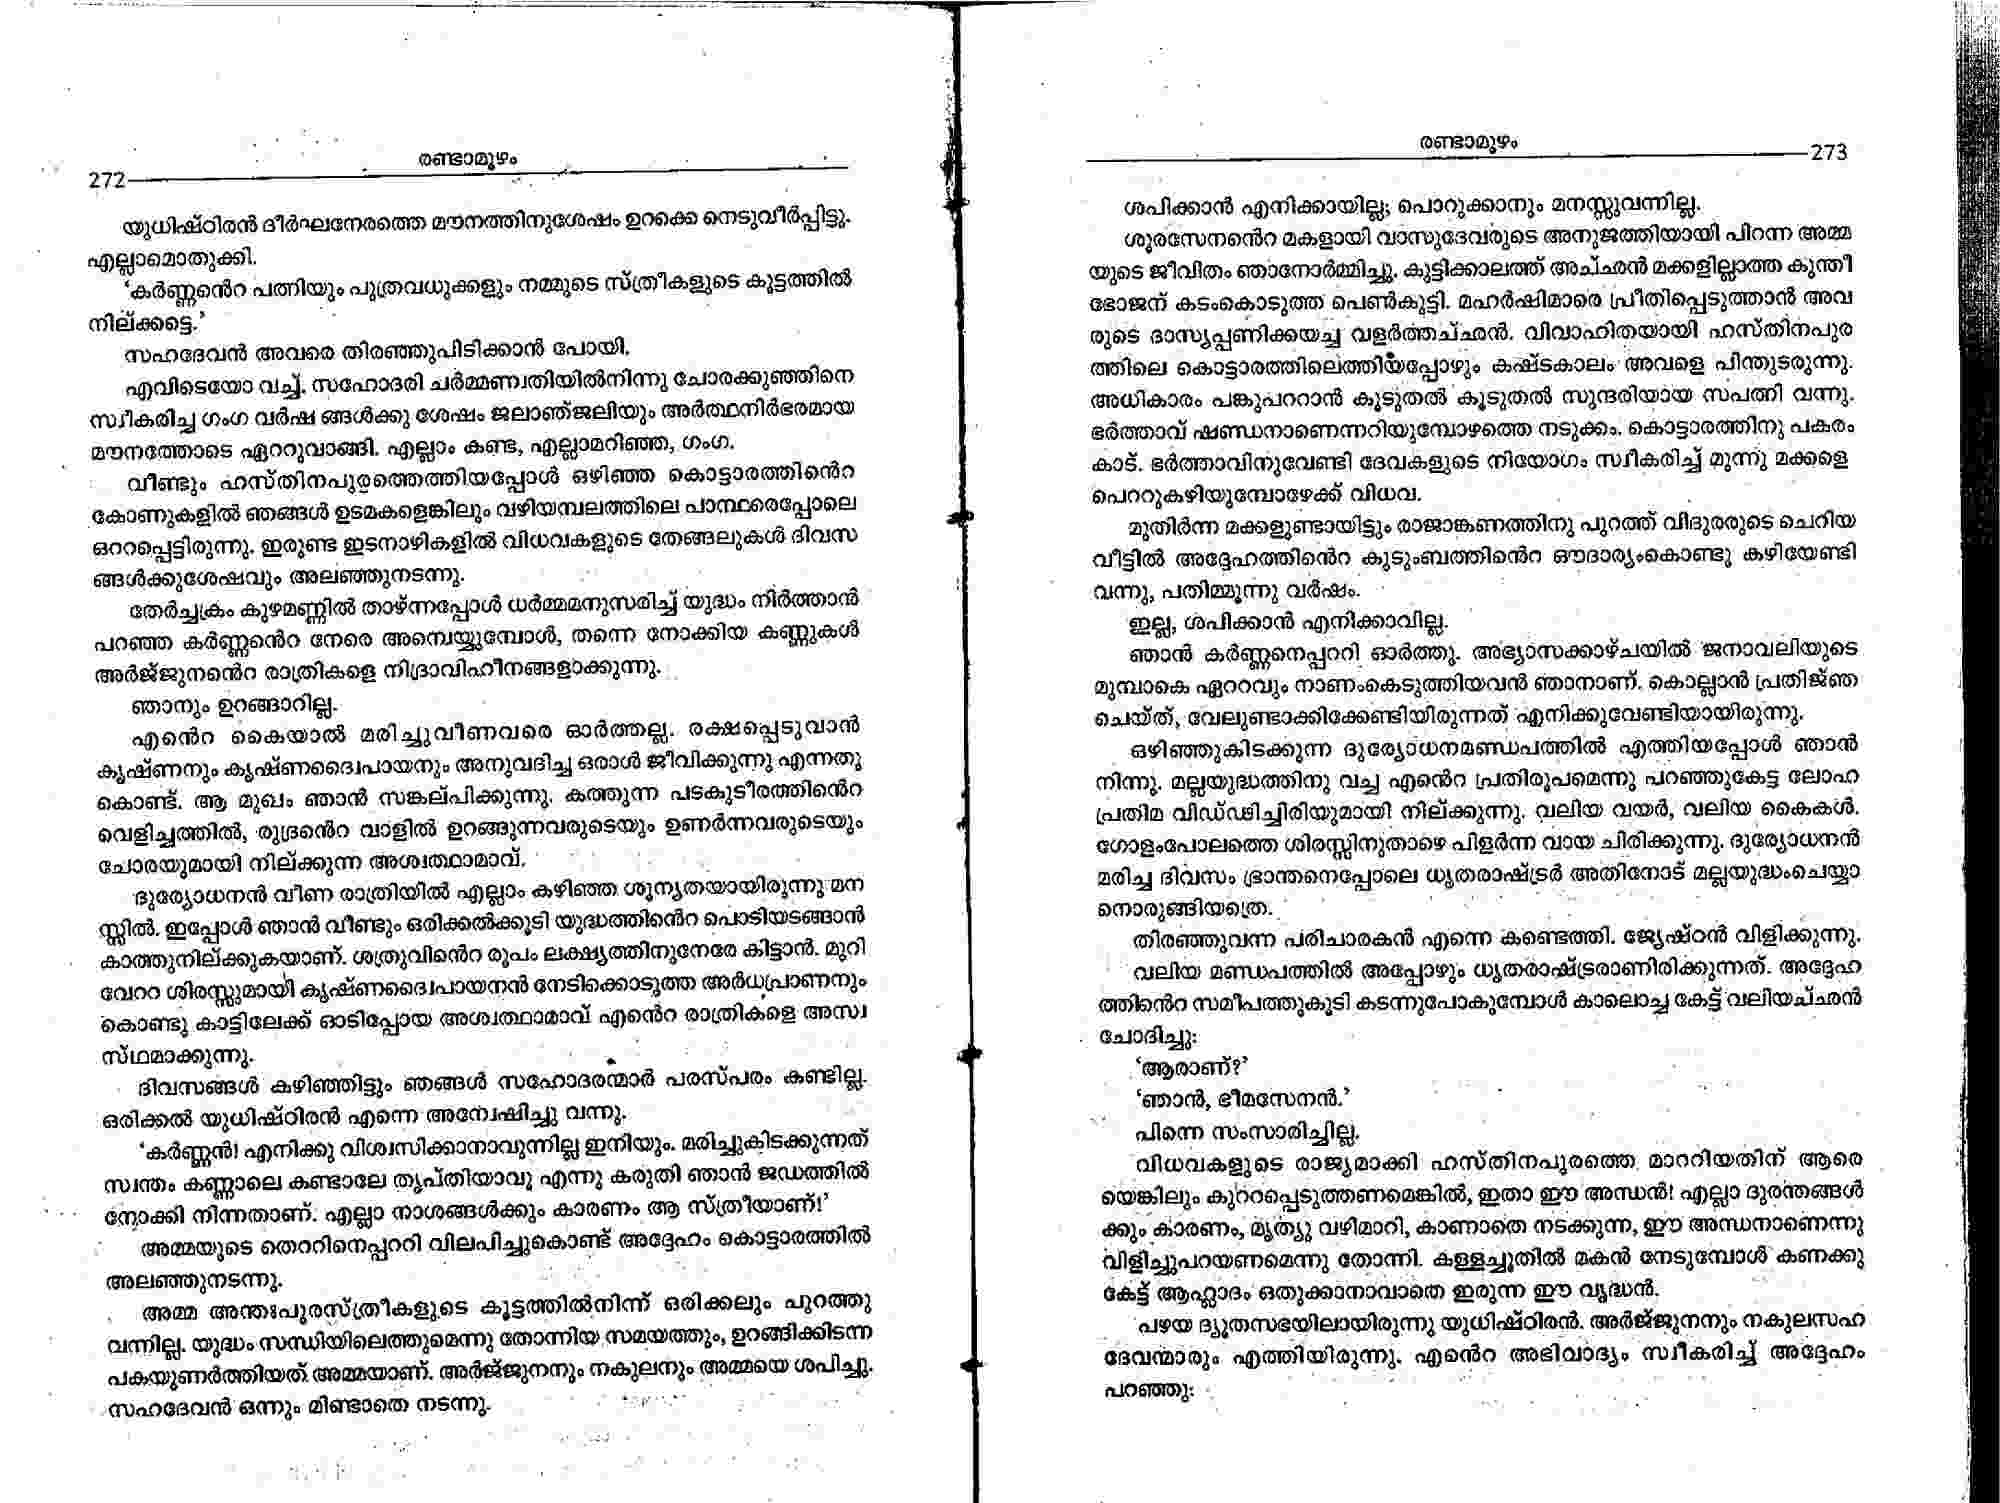 രണ്ടാമൂഴം
272
യുധിഷ്ഠിരൻ ദീർഘനേരത്തെ മൗനത്തിനുശേഷം ഉറക്കെ നെടുവീർപ്പിട്ടു.
എല്ലാമൊതുക്കി.
'കർണ്ണന്റെ പത്നിയും പുത്രവധുക്കളും നമ്മുടെ സ്ത്രീകളുടെ കൂട്ടത്തിൽ
നില്ക്കട്ടെ.'
സഹദേവൻ അവരെ തിരഞ്ഞുപിടിക്കാൻ പോയി.
എവിടെയോ വച്ച്, സഹോദരി ചർമ്മണ്വതിയിൽനിന്നു ചോരക്കുഞ്ഞിനെ
സ്വീകരിച്ച ഗംഗ വർഷ ങ്ങൾക്കു ശേഷം ജലാഞ്ജലിയും അർത്ഥനിർഭരമായ
മൗനത്തോടെ ഏററുവാങ്ങി. എല്ലാം കണ്ട, എല്ലാമറിഞ്ഞ, ഗംഗ.
വീണ്ടും ഹസ്തിനപുരത്തെത്തിയപ്പോൾ ഒഴിഞ്ഞ കൊട്ടാരത്തിന്റെ
കോണുകളിൽ ഞങ്ങൾ ഉടമകളെങ്കിലും വഴിയമ്പലത്തിലെ പാന്ഥരെപ്പോലെ
ഒററപ്പെട്ടിരുന്നു. ഇരുണ്ട ഇടനാഴികളിൽ വിധവകളുടെ തേങ്ങലുകൾ ദിവസ
ങ്ങൾക്കുശേഷവും അലഞ്ഞുനടന്നു.
തേർച്ചക്രം കുഴമണ്ണിൽ താഴ്ന്നപ്പോൾ ധർമ്മമനുസരിച്ച് യുദ്ധം നിർത്താൻ
പറഞ്ഞ കർണ്ണന്റെ നേരെ അമ്പെയ്യുമ്പോൾ, തന്നെ നോക്കിയ കണ്ണുകൾ
അർജ്ജുനന്റെ രാത്രികളെ നിദ്രാവിഹീനങ്ങളാക്കുന്നു.
ഞാനും ഉറങ്ങാറില്ല.
എന്റെ കൈയാൽ മരിച്ചുവീണവരെ ഓർത്തല്ല. രക്ഷപ്പെടുവാൻ
കൃഷ്ണനും കൃഷ്ണദ്വൈപായനും അനുവദിച്ച ഒരാൾ ജീവിക്കുന്നു എന്നതു
കൊണ്ട്. ആ മുഖം ഞാൻ സങ്കല്പിക്കുന്നു. കത്തുന്ന പടകുടീരത്തിന്റെ
വെളിച്ചത്തിൽ, രുദ്രന്റെ വാളിൽ ഉറങ്ങുന്നവരുടെയും ഉണർന്നവരുടെയും
ചോരയുമായി നില്ക്കുന്ന അശ്വത്ഥാമാവ്.
ദുര്യോധനൻ വീണ രാത്രിയിൽ എല്ലാം കഴിഞ്ഞ ശൂന്യതയായിരുന്നു മന
സ്സിൽ. ഇപ്പോൾ ഞാൻ വീണ്ടും ഒരിക്കൽക്കൂടി യുദ്ധത്തിന്റെ പൊടിയടങ്ങാൻ
കാത്തുനില്ക്കുകയാണ്. ശത്രുവിന്റെ രൂപം ലക്ഷ്യത്തിനുനേരേ കിട്ടാൻ. മുറി
വേററ ശിരസ്സുമായി കൃഷ്ണദ്വൈപായനൻ നേടിക്കൊടുത്ത അർധപ്രാണനും
കൊണ്ടു കാട്ടിലേക്ക് ഓടിപ്പോയ അശ്വത്ഥാമാവ് എന്റെ രാത്രികളെ അസ്വ
സ്ഥമാക്കുന്നു.
ദിവസങ്ങൾ കഴിഞ്ഞിട്ടും ഞങ്ങൾ സഹോദരന്മാർ പരസ്പരം കണ്ടില്ല.
ഒരിക്കൽ യുധിഷ്ഠിരൻ എന്നെ അന്വേഷിച്ചു വന്നു.
'കർണ്ണൻ! എനിക്കു വിശ്വസിക്കാനാവുന്നില്ല ഇനിയും. മരിച്ചുകിടക്കുന്നത്
സ്വന്തം കണ്ണാലെ കണ്ടാലേ തൃപ്തിയാവൂ എന്നു കരുതി ഞാൻ ജഡത്തിൽ
നോക്കി നിന്നതാണ്. എല്ലാ നാശങ്ങൾക്കും കാരണം ആ സ്ത്രീയാണ്!'
അമ്മയുടെ തെററിനെപ്പററി വിലപിച്ചുകൊണ്ട് അദ്ദേഹം കൊട്ടാരത്തിൽ
അലഞ്ഞുനടന്നു.
അമ്മ അന്തഃപുരസ്ത്രീകളുടെ കൂട്ടത്തിൽനിന്ന് ഒരിക്കലും പുറത്തു
വന്നില്ല. യുദ്ധം സന്ധിയിലെത്തുമെന്നു തോന്നിയ സമയത്തും, ഉറങ്ങിക്കിടന്ന
പകയുണർത്തിയത് അമ്മയാണ്. അർജ്ജുനനും നകുലനും അമ്മയെ ശപിച്ചു.
സഹദേവൻ ഒന്നും മിണ്ടാതെ നടന്നു.
രണ്ടാമൂഴം
273
ശപിക്കാൻ എനിക്കായില്ല; പൊറുക്കാനും മനസ്സുവന്നില്ല.
ശൂരസേനന്റെ മകളായി വാസുദേവരുടെ അനുജത്തിയായി പിറന്ന അമ്മ
യുടെ ജീവിതം ഞാനോർമ്മിച്ചു. കുട്ടിക്കാലത്ത് അച്ഛൻ മക്കളില്ലാത്ത കുന്തീ
ഭോജന് കടംകൊടുത്ത പെൺകുട്ടി. മഹർഷിമാരെ പ്രീതിപ്പെടുത്താൻ അവ
രുടെ ദാസ്യപ്പണിക്കയച്ച വളർത്തച്ഛൻ. വിവാഹിതയായി ഹസ്തിനപുര
ത്തിലെ കൊട്ടാരത്തിലെത്തിയപ്പോഴും കഷ്ടകാലം അവളെ പിന്തുടരുന്നു.
അധികാരം പങ്കുപററാൻ കൂടുതൽ കൂടുതൽ സുന്ദരിയായ സപത്നി വന്നു.
ഭർത്താവ് ഷണ്ഡനാണെന്നറിയുമ്പോഴത്തെ നടുക്കം. കൊട്ടാരത്തിനു പകരം
കാട്. ഭർത്താവിനുവേണ്ടി ദേവകളുടെ നിയോഗം സ്വീകരിച്ച് മൂന്നു മക്കളെ
പെററുകഴിയുമ്പോഴേക്ക് വിധവ.
മുതിർന്ന മക്കളുണ്ടായിട്ടും രാജാങ്കണത്തിനു പുറത്ത് വിദുരരുടെ ചെറിയ
വീട്ടിൽ അദ്ദേഹത്തിന്റെ കുടുംബത്തിന്റെ ഔദാര്യംകൊണ്ടു കഴിയേണ്ടി
വന്നു, പതിമ്മൂന്നു വർഷം.
ഇല്ല, ശപിക്കാൻ എനിക്കാവില്ല.
ഞാൻ കർണ്ണനെപ്പററി ഓർത്തു. അഭ്യാസക്കാഴ്ചയിൽ ജനാവലിയുടെ
മുമ്പാകെ ഏററവും നാണംകെടുത്തിയവൻ ഞാനാണ്. കൊല്ലാൻ പ്രതിജ്ഞ
ചെയ്ത്, വേലുണ്ടാക്കിക്കേണ്ടിയിരുന്നത് എനിക്കുവേണ്ടിയായിരുന്നു.
ഒഴിഞ്ഞുകിടക്കുന്ന ദുര്യോധനമണ്ഡപത്തിൽ എത്തിയപ്പോൾ ഞാൻ
നിന്നു. മല്ലയുദ്ധത്തിനു വച്ച എന്റെ പ്രതിരൂപമെന്നു പറഞ്ഞുകേട്ട ലോഹ
പ്രതിമ വിഡ്ഢിച്ചിരിയുമായി നില്ക്കുന്നു. വലിയ വയർ, വലിയ കൈകൾ.
ഗോളംപോലത്തെ ശിരസ്സിനുതാഴെ പിളർന്ന വായ ചിരിക്കുന്നു. ദുര്യോധനൻ
മരിച്ച ദിവസം ഭ്രാന്തനെപ്പോലെ ധൃതരാഷ്ട്രർ അതിനോട് മല്ലയുദ്ധംചെയ്യാ
നൊരുങ്ങിയത്രെ.
തിരഞ്ഞുവന്ന പരിചാരകൻ എന്നെ കണ്ടെത്തി. ജ്യേഷ്ഠൻ വിളിക്കുന്നു.
വലിയ മണ്ഡപത്തിൽ അപ്പോഴും ധൃതരാഷ്ട്രരാണിരിക്കുന്നത്. അദ്ദേഹ
ത്തിന്റെ സമീപത്തുകൂടി കടന്നുപോകുമ്പോൾ കാലൊച്ച കേട്ട് വലിയച്ഛൻ
ചോദിച്ചു:
'ആരാണ്?'
'ഞാൻ, ഭീമസേനൻ.'
പിന്നെ സംസാരിച്ചില്ല.
വിധവകളുടെ രാജ്യമാക്കി ഹസ്തിനപുരത്തെ മാററിയതിന് ആരെ
യെങ്കിലും കുററപ്പെടുത്തണമെങ്കിൽ, ഇതാ ഈ അന്ധൻ! എല്ലാ ദുരന്തങ്ങൾ
ക്കും കാരണം, മൃത്യു വഴിമാറി, കാണാതെ നടക്കുന്ന, ഈ അന്ധനാണെന്നു
വിളിച്ചുപറയണമെന്നു തോന്നി. കള്ളച്ചൂതിൽ മകൻ നേടുമ്പോൾ കണക്കു
കേട്ട് ആഹ്ലാദം ഒതുക്കാനാവാതെ ഇരുന്ന ഈ വൃദ്ധൻ.
പഴയ ദ്യൂതസഭയിലായിരുന്നു യുധിഷ്ഠിരൻ. അർജ്ജുനനും നകുലസഹ
ദേവന്മാരും എത്തിയിരുന്നു. എന്റെ അഭിവാദ്യം സ്വീകരിച്ച് അദ്ദേഹം
പറഞ്ഞു: